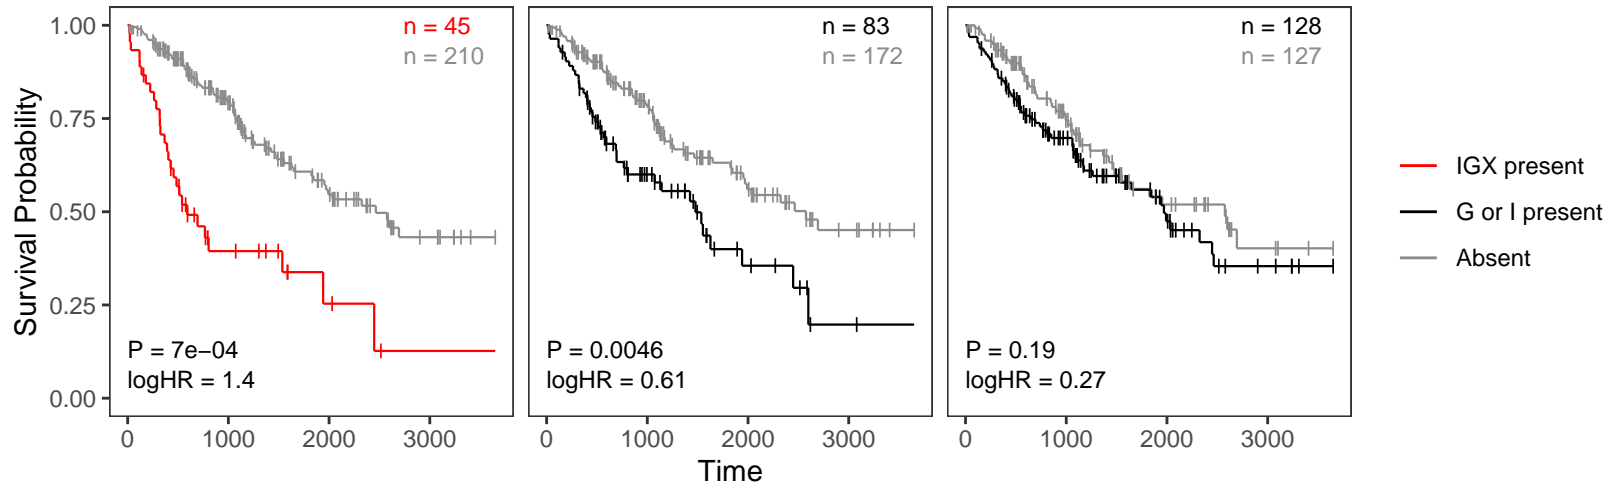 Survival Probability
1.00
0.75
0.50
0.25
0.00
n = 45
n = 210
P = 7e−04
logHR = 1.4
0 1000 2000 3000
n = 83
n = 172
P = 0.0046
logHR = 0.61
0 1000 2000 3000
n = 128
n = 127
P = 0.19
logHR = 0.27
0 1000 2000 3000
Time
IGX present
G or I present
Absent